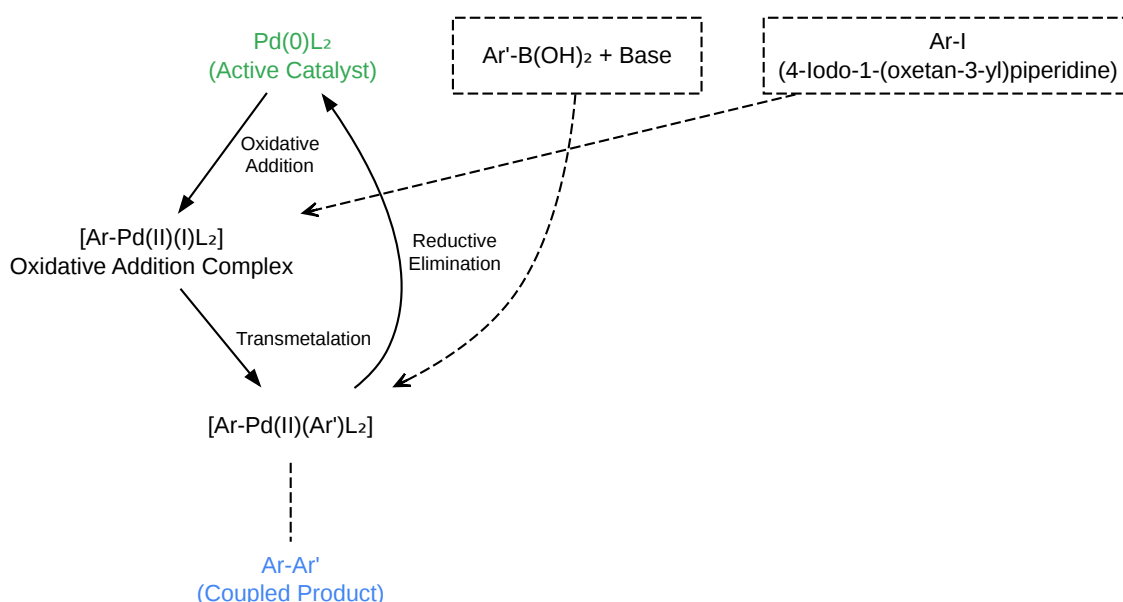 Pd(0)L₂
(Active Catalyst)
Ar'-B(OH)₂ + Base
Ar-I
(4-Iodo-1-(oxetan-3-yl)piperidine)
Oxidative
Addition
[Ar-Pd(II)(I)L₂]
Oxidative Addition Complex
Reductive
Elimination
Transmetalation
[Ar-Pd(II)(Ar')L₂]
Ar-Ar'
(Coupled Product)